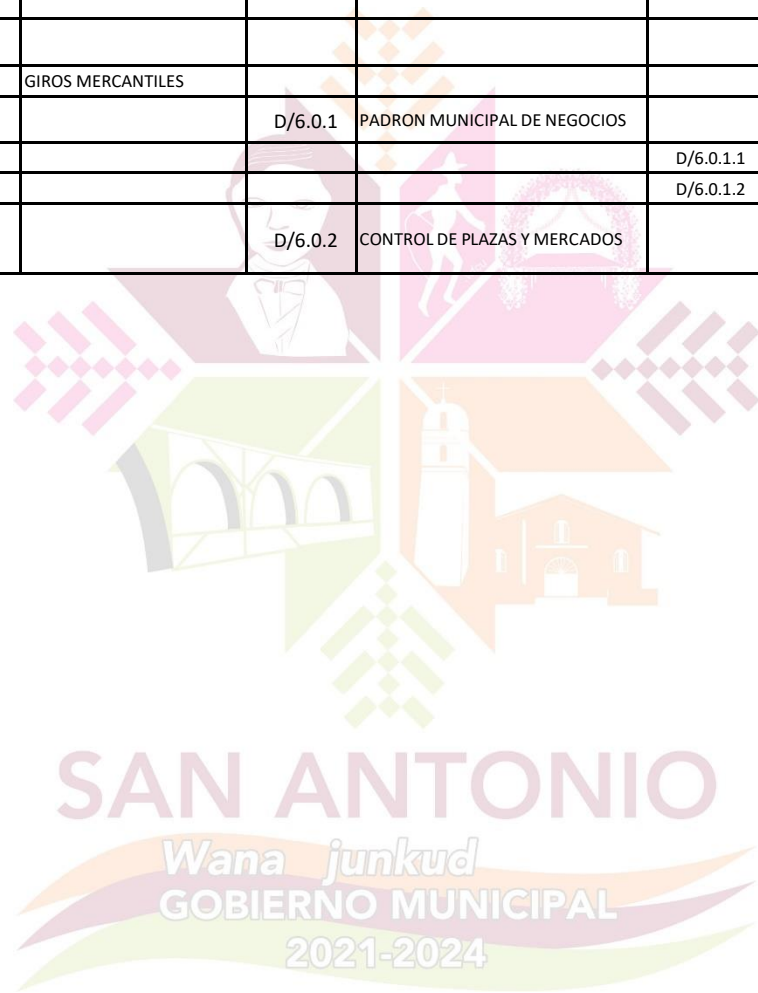 GIROS MERCANTILES
D/6.0.1 PADRON MUNICIPAL DE NEGOCIOS
D/6.0.1.1
D/6.0.1.2
D/6.0.2 CONTROL DE PLAZAS Y MERCADOS
SAN ANTONIO
Wana junkud
GOBIERNO MUNICIPAL
2021-2024